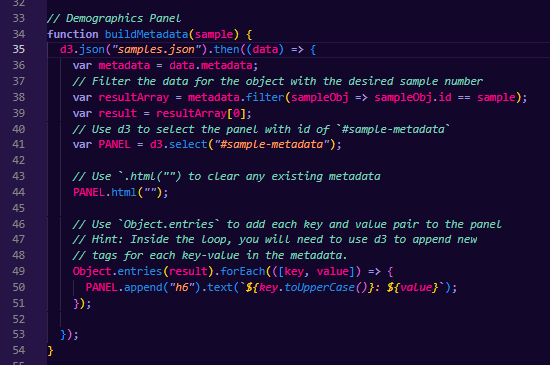 32
33 // Demographics Panel
34 function buildMetadata(sample) {
35 d3.json("samples.json").then((data) => {
36 var metadata = data.metadata;
37 // Filter the data for the object with the desired sample number
38 var resultArray = metadata.filter(sampleObj => sampleObj.id == sample);
39 var result = resultArray[0];
40 // Use d3 to select the panel with id of `#sample-metadata`
41 var PANEL = d3.select("#sample-metadata");
42
43 // Use `.html("") to clear any existing metadata
44 PANEL.html("");
45
46 // Use `Object.entries` to add each key and value pair to the panel
47 // Hint: Inside the loop, you will need to use d3 to append new
48 // tags for each key-value in the metadata.
49 Object.entries(result).forEach(([key, value]) => {
50 PANEL.append("h6").text(`${key.toUpperCase()}: ${value}`);
51 });
52
53 });
54 }